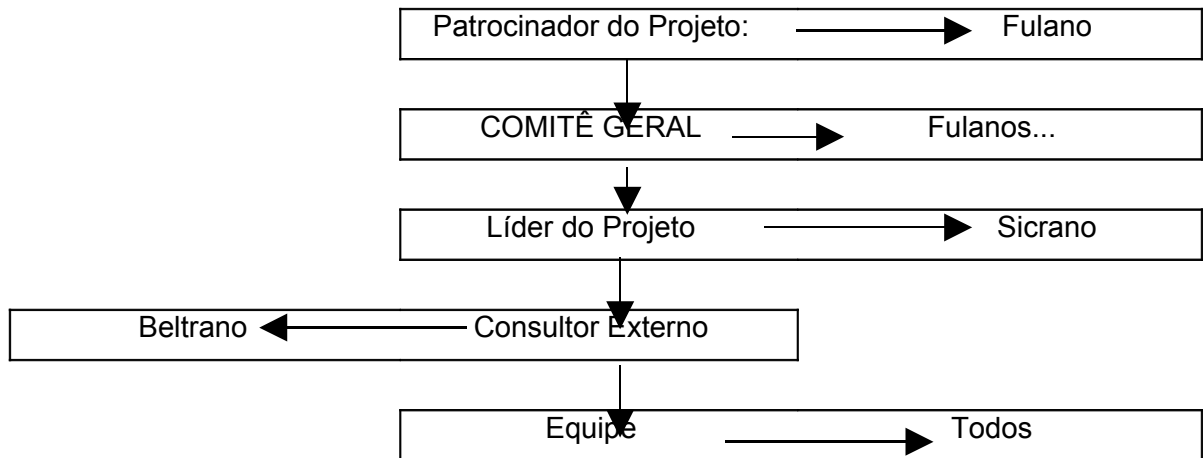 Patrocinador do Projeto: Fulano
COMITÊ GERAL Fulanos...
Líder do Projeto Sicrano
Beltrano Consultor Externo
Equipe Todos